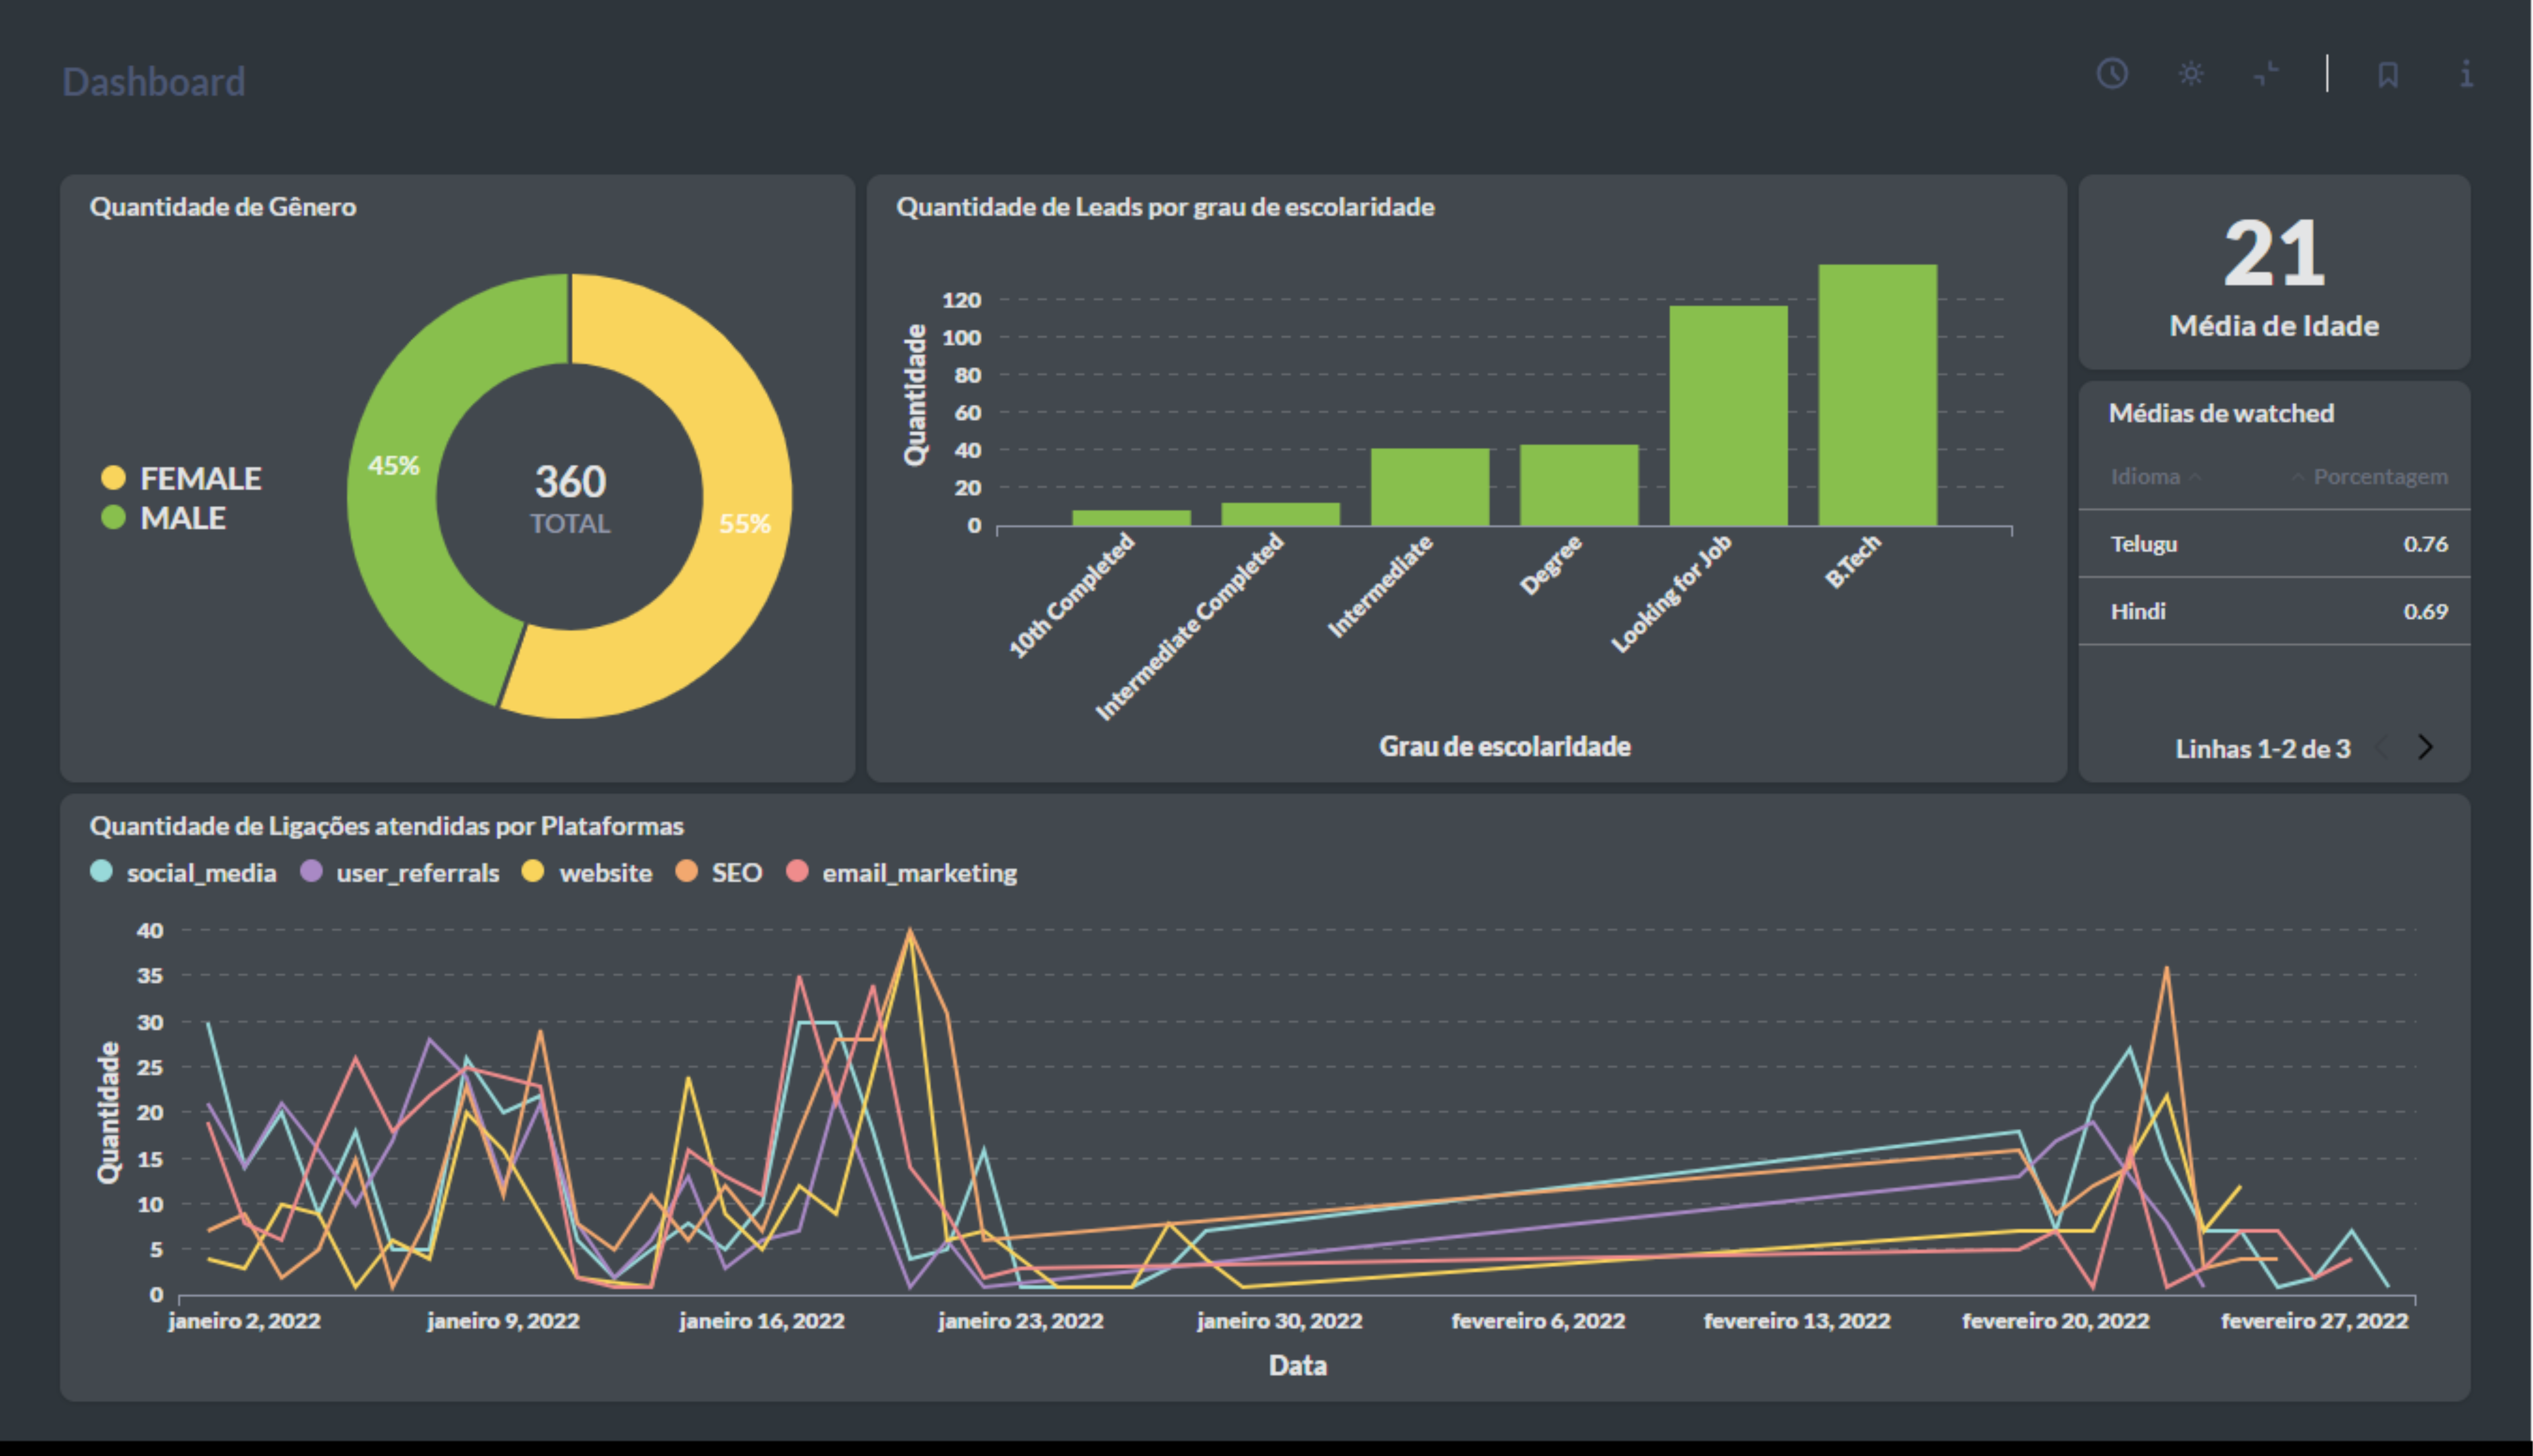 Dashboard
Quantidade de Gênero
FEMALE
MALE
45%
360
TOTAL
55%
Quantidade de Leads por grau de escolaridade
Quantidade
120
100
80
60
40
20
0
10th Completed
Intermediate Completed
Intermediate
Degree
Looking for Job
B.Tech
Grau de escolaridade
21
Média de Idade
Médias de watched
Idioma Porcentagem
Telugu 0.76
Hindi 0.69
Linhas 1-2 de 3
Quantidade de Ligações atendidas por Plataformas
social_media user_referrals website SEO email_marketing
Quantidade
40
35
30
25
20
15
10
5
0
janeiro 2, 2022 janeiro 9, 2022 janeiro 16, 2022 janeiro 23, 2022 janeiro 30, 2022 fevereiro 6, 2022 fevereiro 13, 2022 fevereiro 20, 2022 fevereiro 27, 2022
Data